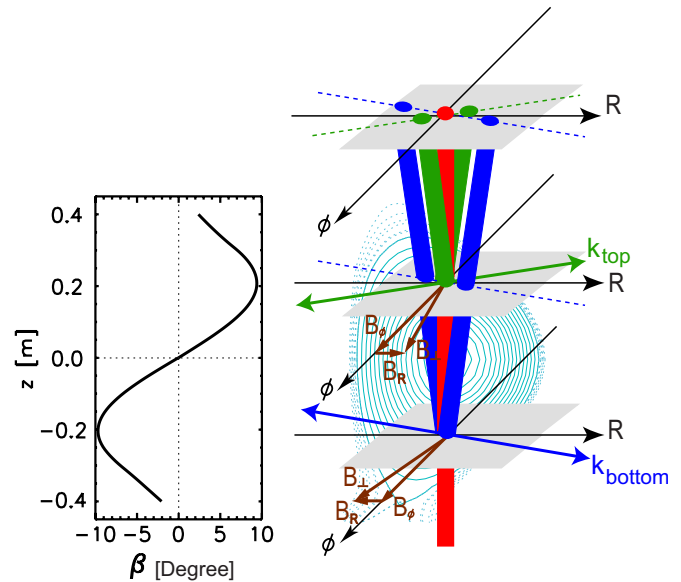 0.4
0.2
0.0
−0.2
−0.4
z [m]
−10 −5 0 5 10
β [Degree]
R
ϕ
k_top
R
B_ϕ
B_⊥
B_R
ϕ
R
k_bottom
B_⊥
B_R
B_ϕ
ϕ